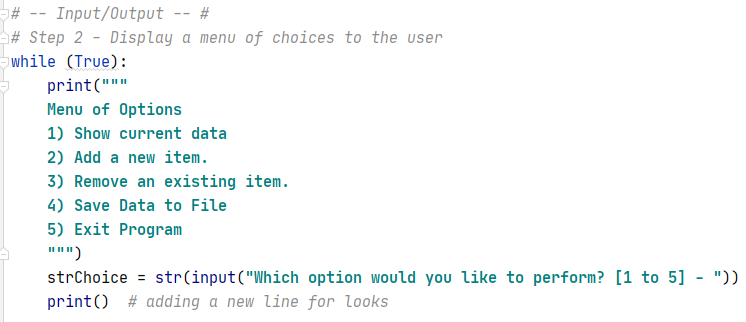 # -- Input/Output -- #
# Step 2 - Display a menu of choices to the user
while (True):
    print("""
    Menu of Options
    1) Show current data
    2) Add a new item.
    3) Remove an existing item.
    4) Save Data to File
    5) Exit Program
    """)
    strChoice = str(input("Which option would you like to perform? [1 to 5] - "))
    print()  # adding a new line for looks